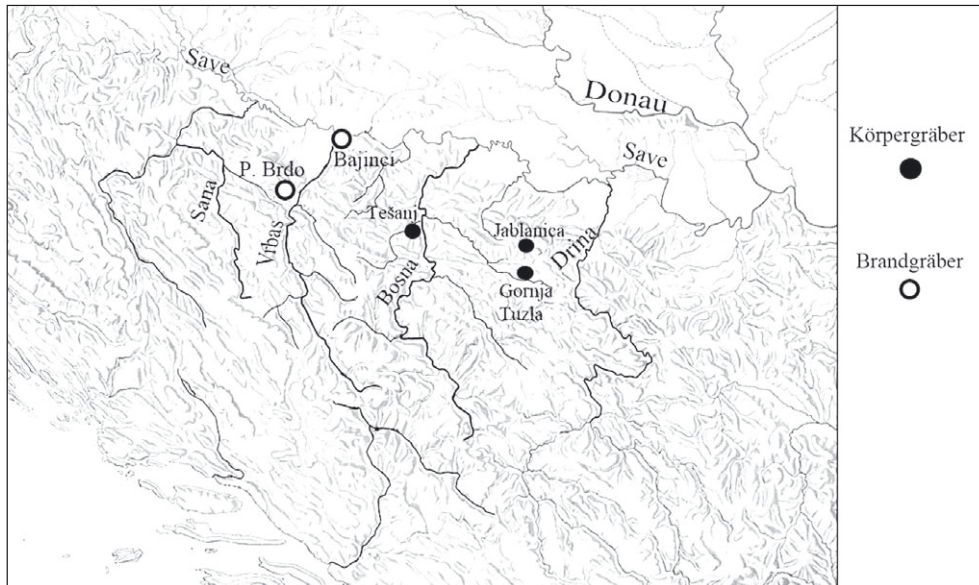 Save
Donau
Körpergräber
Bajinci
Save
P. Brdo
Sana
Vrbas
Tešanj
Jablanica
Drina
Brandgräber
Bosna
Gornja
Tuzla